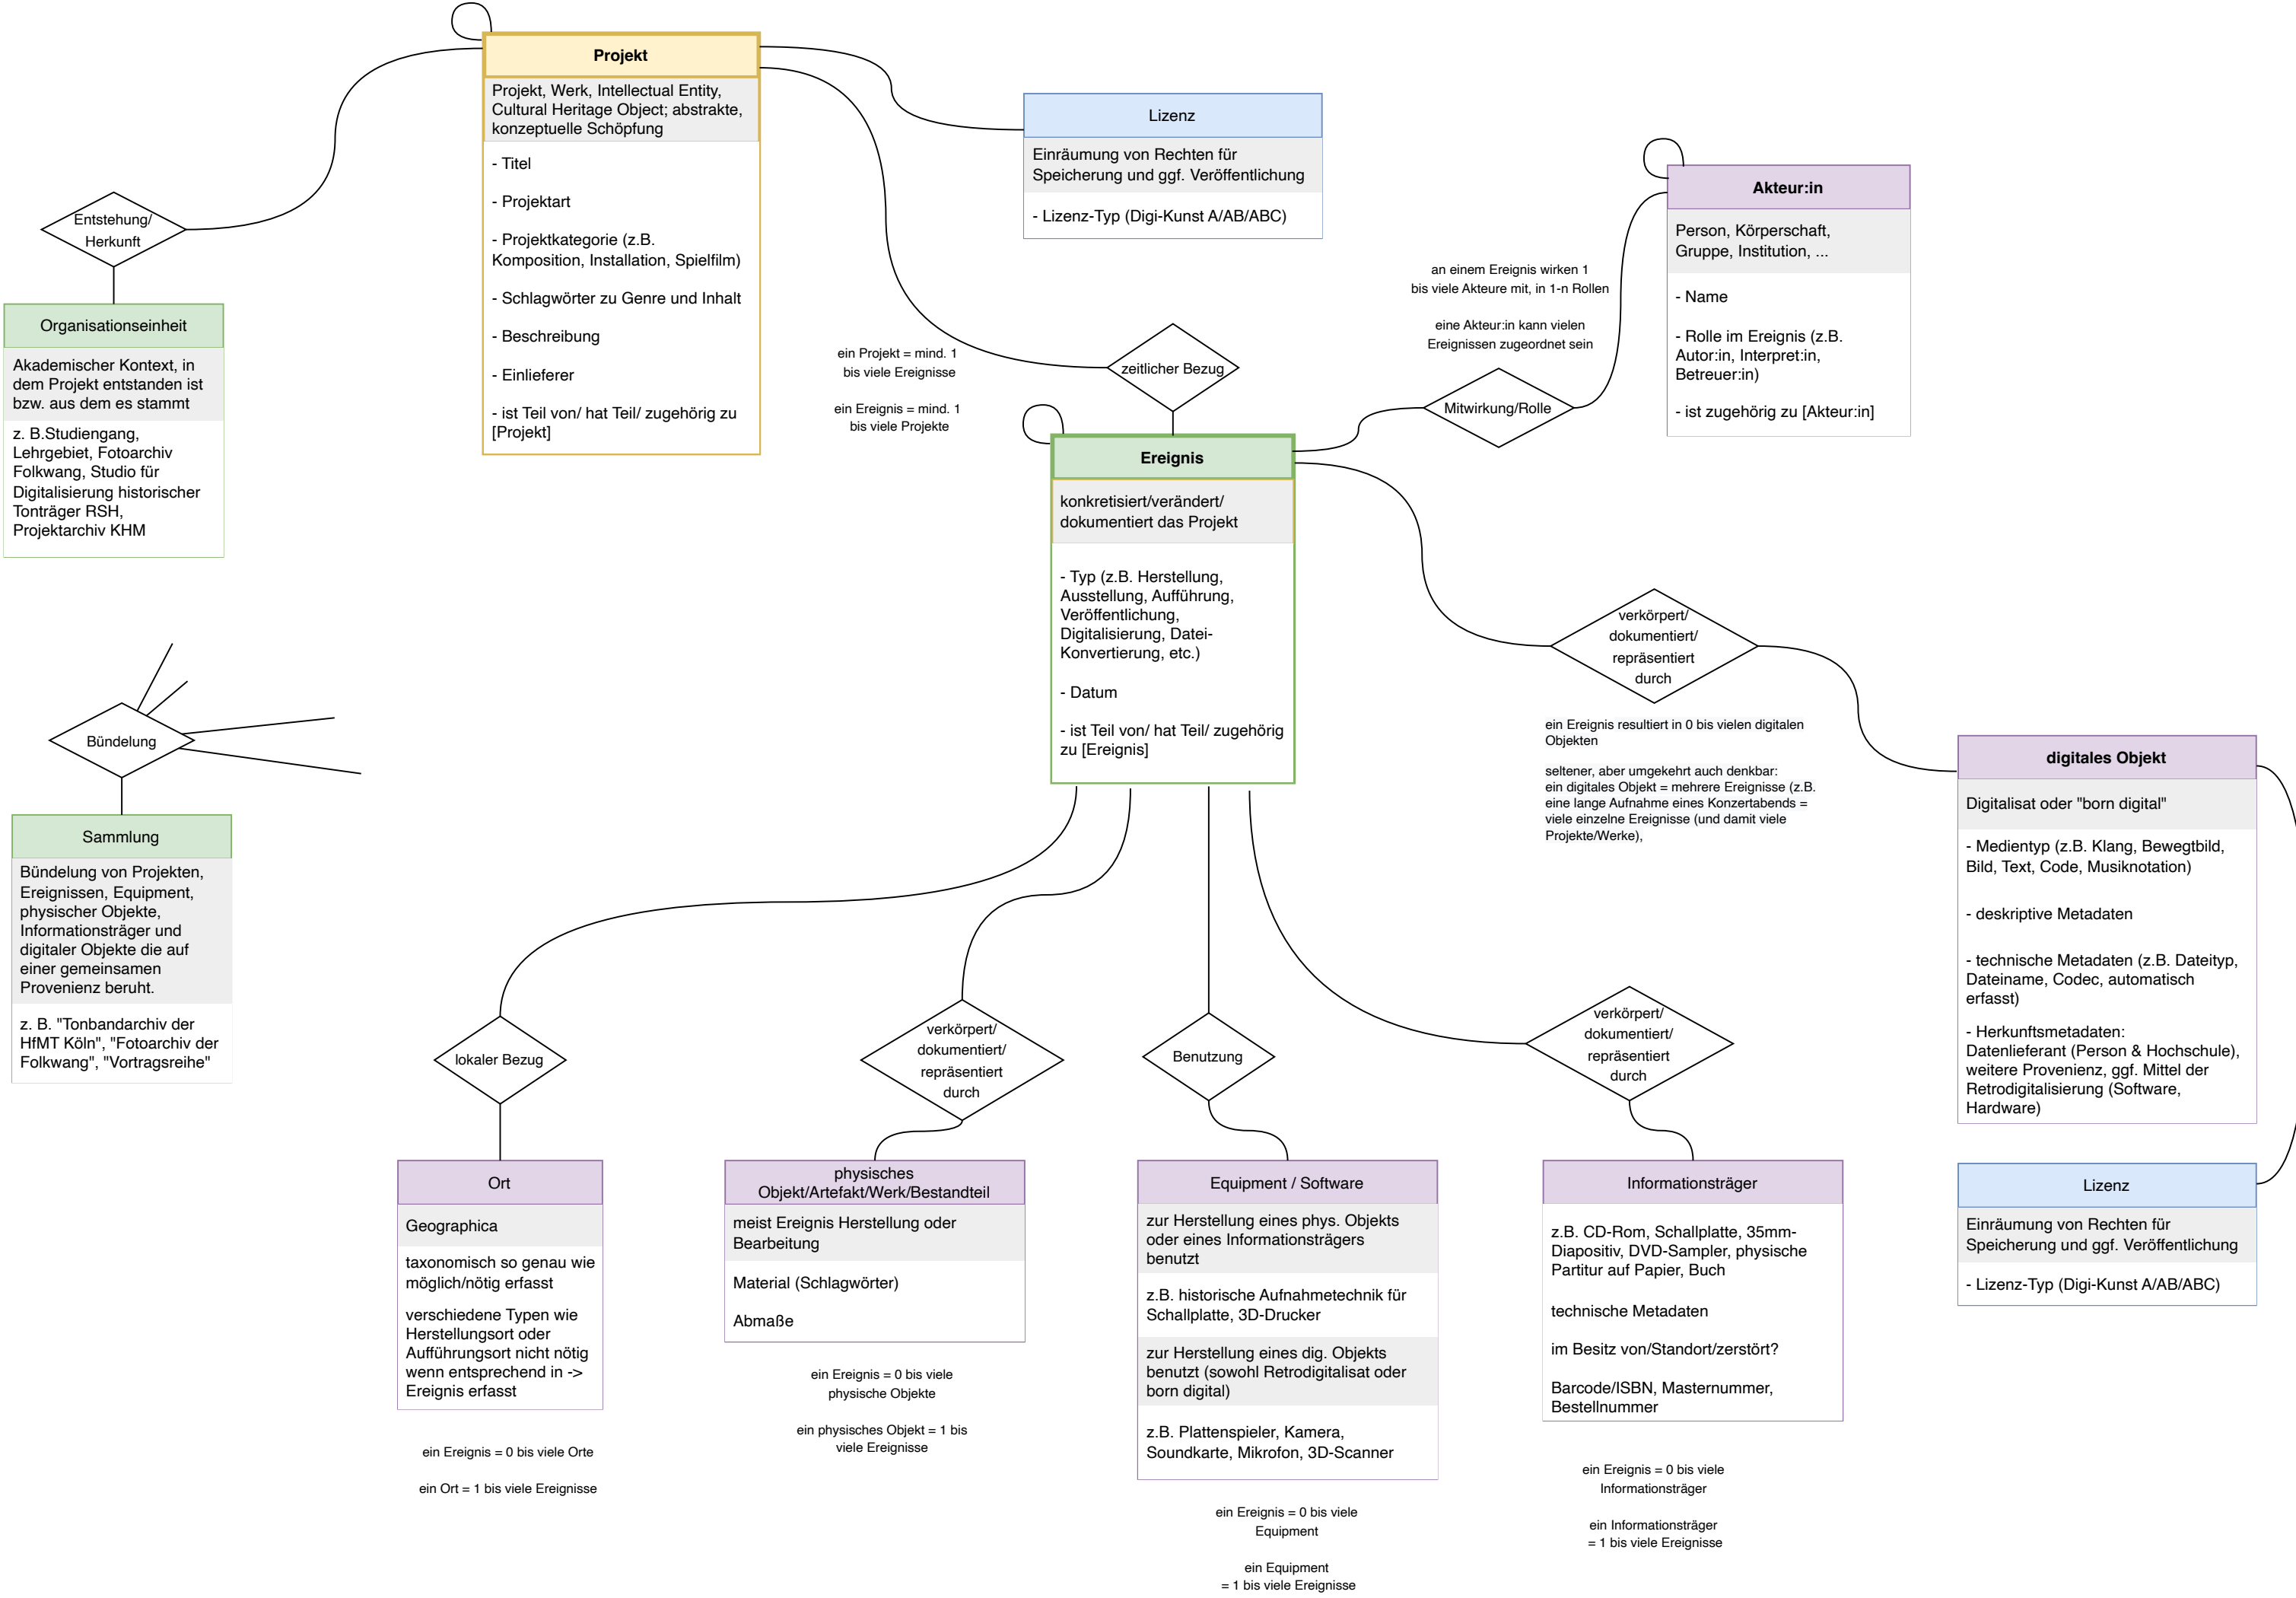 Projekt
Projekt, Werk, Intellectual Entity,
Cultural Heritage Object; abstrakte,
konzeptuelle Schöpfung
- Titel
- Projektart
- Projektkategorie (z.B.
Komposition, Installation, Spielfilm)
- Schlagwörter zu Genre und Inhalt
- Beschreibung
- Einlieferer
- ist Teil von/ hat Teil/ zugehörig zu
[Projekt]
Lizenz
Einräumung von Rechten für
Speicherung und ggf. Veröffentlichung
- Lizenz-Typ (Digi-Kunst A/AB/ABC)
Akteur:in
Person, Körperschaft,
Gruppe, Institution, ...
- Name
- Rolle im Ereignis (z.B.
Autor:in, Interpret:in,
Betreuer:in)
- ist zugehörig zu [Akteur:in]
an einem Ereignis wirken 1
bis viele Akteure mit, in 1-n Rollen
eine Akteur:in kann vielen
Ereignissen zugeordnet sein
Mitwirkung/Rolle
Entstehung/
Herkunft
Organisationseinheit
Akademischer Kontext, in
dem Projekt entstanden ist
bzw. aus dem es stammt
z. B.Studiengang,
Lehrgebiet, Fotoarchiv
Folkwang, Studio für
Digitalisierung historischer
Tonträger RSH,
Projektarchiv KHM
ein Projekt = mind. 1
bis viele Ereignisse
ein Ereignis = mind. 1
bis viele Projekte
zeitlicher Bezug
Ereignis
konkretisiert/verändert/
dokumentiert das Projekt
- Typ (z.B. Herstellung,
Ausstellung, Aufführung,
Veröffentlichung,
Digitalisierung, Datei-
Konvertierung, etc.)
- Datum
- ist Teil von/ hat Teil/ zugehörig
zu [Ereignis]
verkörpert/
dokumentiert/
repräsentiert
durch
ein Ereignis resultiert in 0 bis vielen digitalen
Objekten
seltener, aber umgekehrt auch denkbar:
ein digitales Objekt = mehrere Ereignisse (z.B.
eine lange Aufnahme eines Konzertabends =
viele einzelne Ereignisse (und damit viele
Projekte/Werke),
digitales Objekt
Digitalisat oder "born digital"
- Medientyp (z.B. Klang, Bewegtbild,
Bild, Text, Code, Musiknotation)
- deskriptive Metadaten
- technische Metadaten (z.B. Dateityp,
Dateiname, Codec, automatisch
erfasst)
- Herkunftsmetadaten:
Datenlieferant (Person & Hochschule),
weitere Provenienz, ggf. Mittel der
Retrodigitalisierung (Software,
Hardware)
Lizenz
Einräumung von Rechten für
Speicherung und ggf. Veröffentlichung
- Lizenz-Typ (Digi-Kunst A/AB/ABC)
Bündelung
Sammlung
Bündelung von Projekten,
Ereignissen, Equipment,
physischer Objekte,
Informationsträger und
digitaler Objekte die auf
einer gemeinsamen
Provenienz beruht.
z. B. "Tonbandarchiv der
HfMT Köln", "Fotoarchiv der
Folkwang", "Vortragsreihe"
lokaler Bezug
Ort
Geographica
taxonomisch so genau wie
möglich/nötig erfasst
verschiedene Typen wie
Herstellungsort oder
Aufführungsort nicht nötig
wenn entsprechend in ->
Ereignis erfasst
ein Ereignis = 0 bis viele Orte
ein Ort = 1 bis viele Ereignisse
verkörpert/
dokumentiert/
repräsentiert
durch
physisches
Objekt/Artefakt/Werk/Bestandteil
meist Ereignis Herstellung oder
Bearbeitung
Material (Schlagwörter)
Abmaße
ein Ereignis = 0 bis viele
physische Objekte
ein physisches Objekt = 1 bis
viele Ereignisse
Benutzung
Equipment / Software
zur Herstellung eines phys. Objekts
oder eines Informationsträgers
benutzt
z.B. historische Aufnahmetechnik für
Schallplatte, 3D-Drucker
zur Herstellung eines dig. Objekts
benutzt (sowohl Retrodigitalisat oder
born digital)
z.B. Plattenspieler, Kamera,
Soundkarte, Mikrofon, 3D-Scanner
ein Ereignis = 0 bis viele
Equipment
ein Equipment
= 1 bis viele Ereignisse
verkörpert/
dokumentiert/
repräsentiert
durch
Informationsträger
z.B. CD-Rom, Schallplatte, 35mm-
Diapositiv, DVD-Sampler, physische
Partitur auf Papier, Buch
technische Metadaten
im Besitz von/Standort/zerstört?
Barcode/ISBN, Masternummer,
Bestellnummer
ein Ereignis = 0 bis viele
Informationsträger
ein Informationsträger
= 1 bis viele Ereignisse